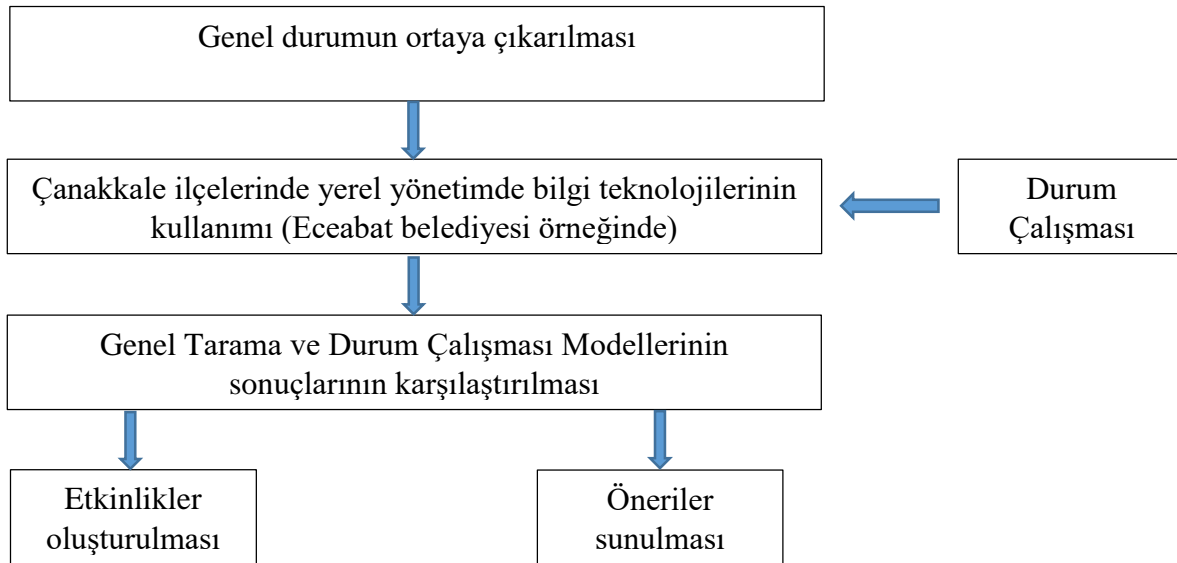 Genel durumun ortaya çıkarılması
Çanakkale ilçelerinde yerel yönetimde bilgi teknolojilerinin
kullanımı (Eceabat belediyesi örneğinde)
Durum
Çalışması
Genel Tarama ve Durum Çalışması Modellerinin
sonuçlarının karşılaştırılması
Etkinlikler
oluşturulması
Öneriler
sunulması